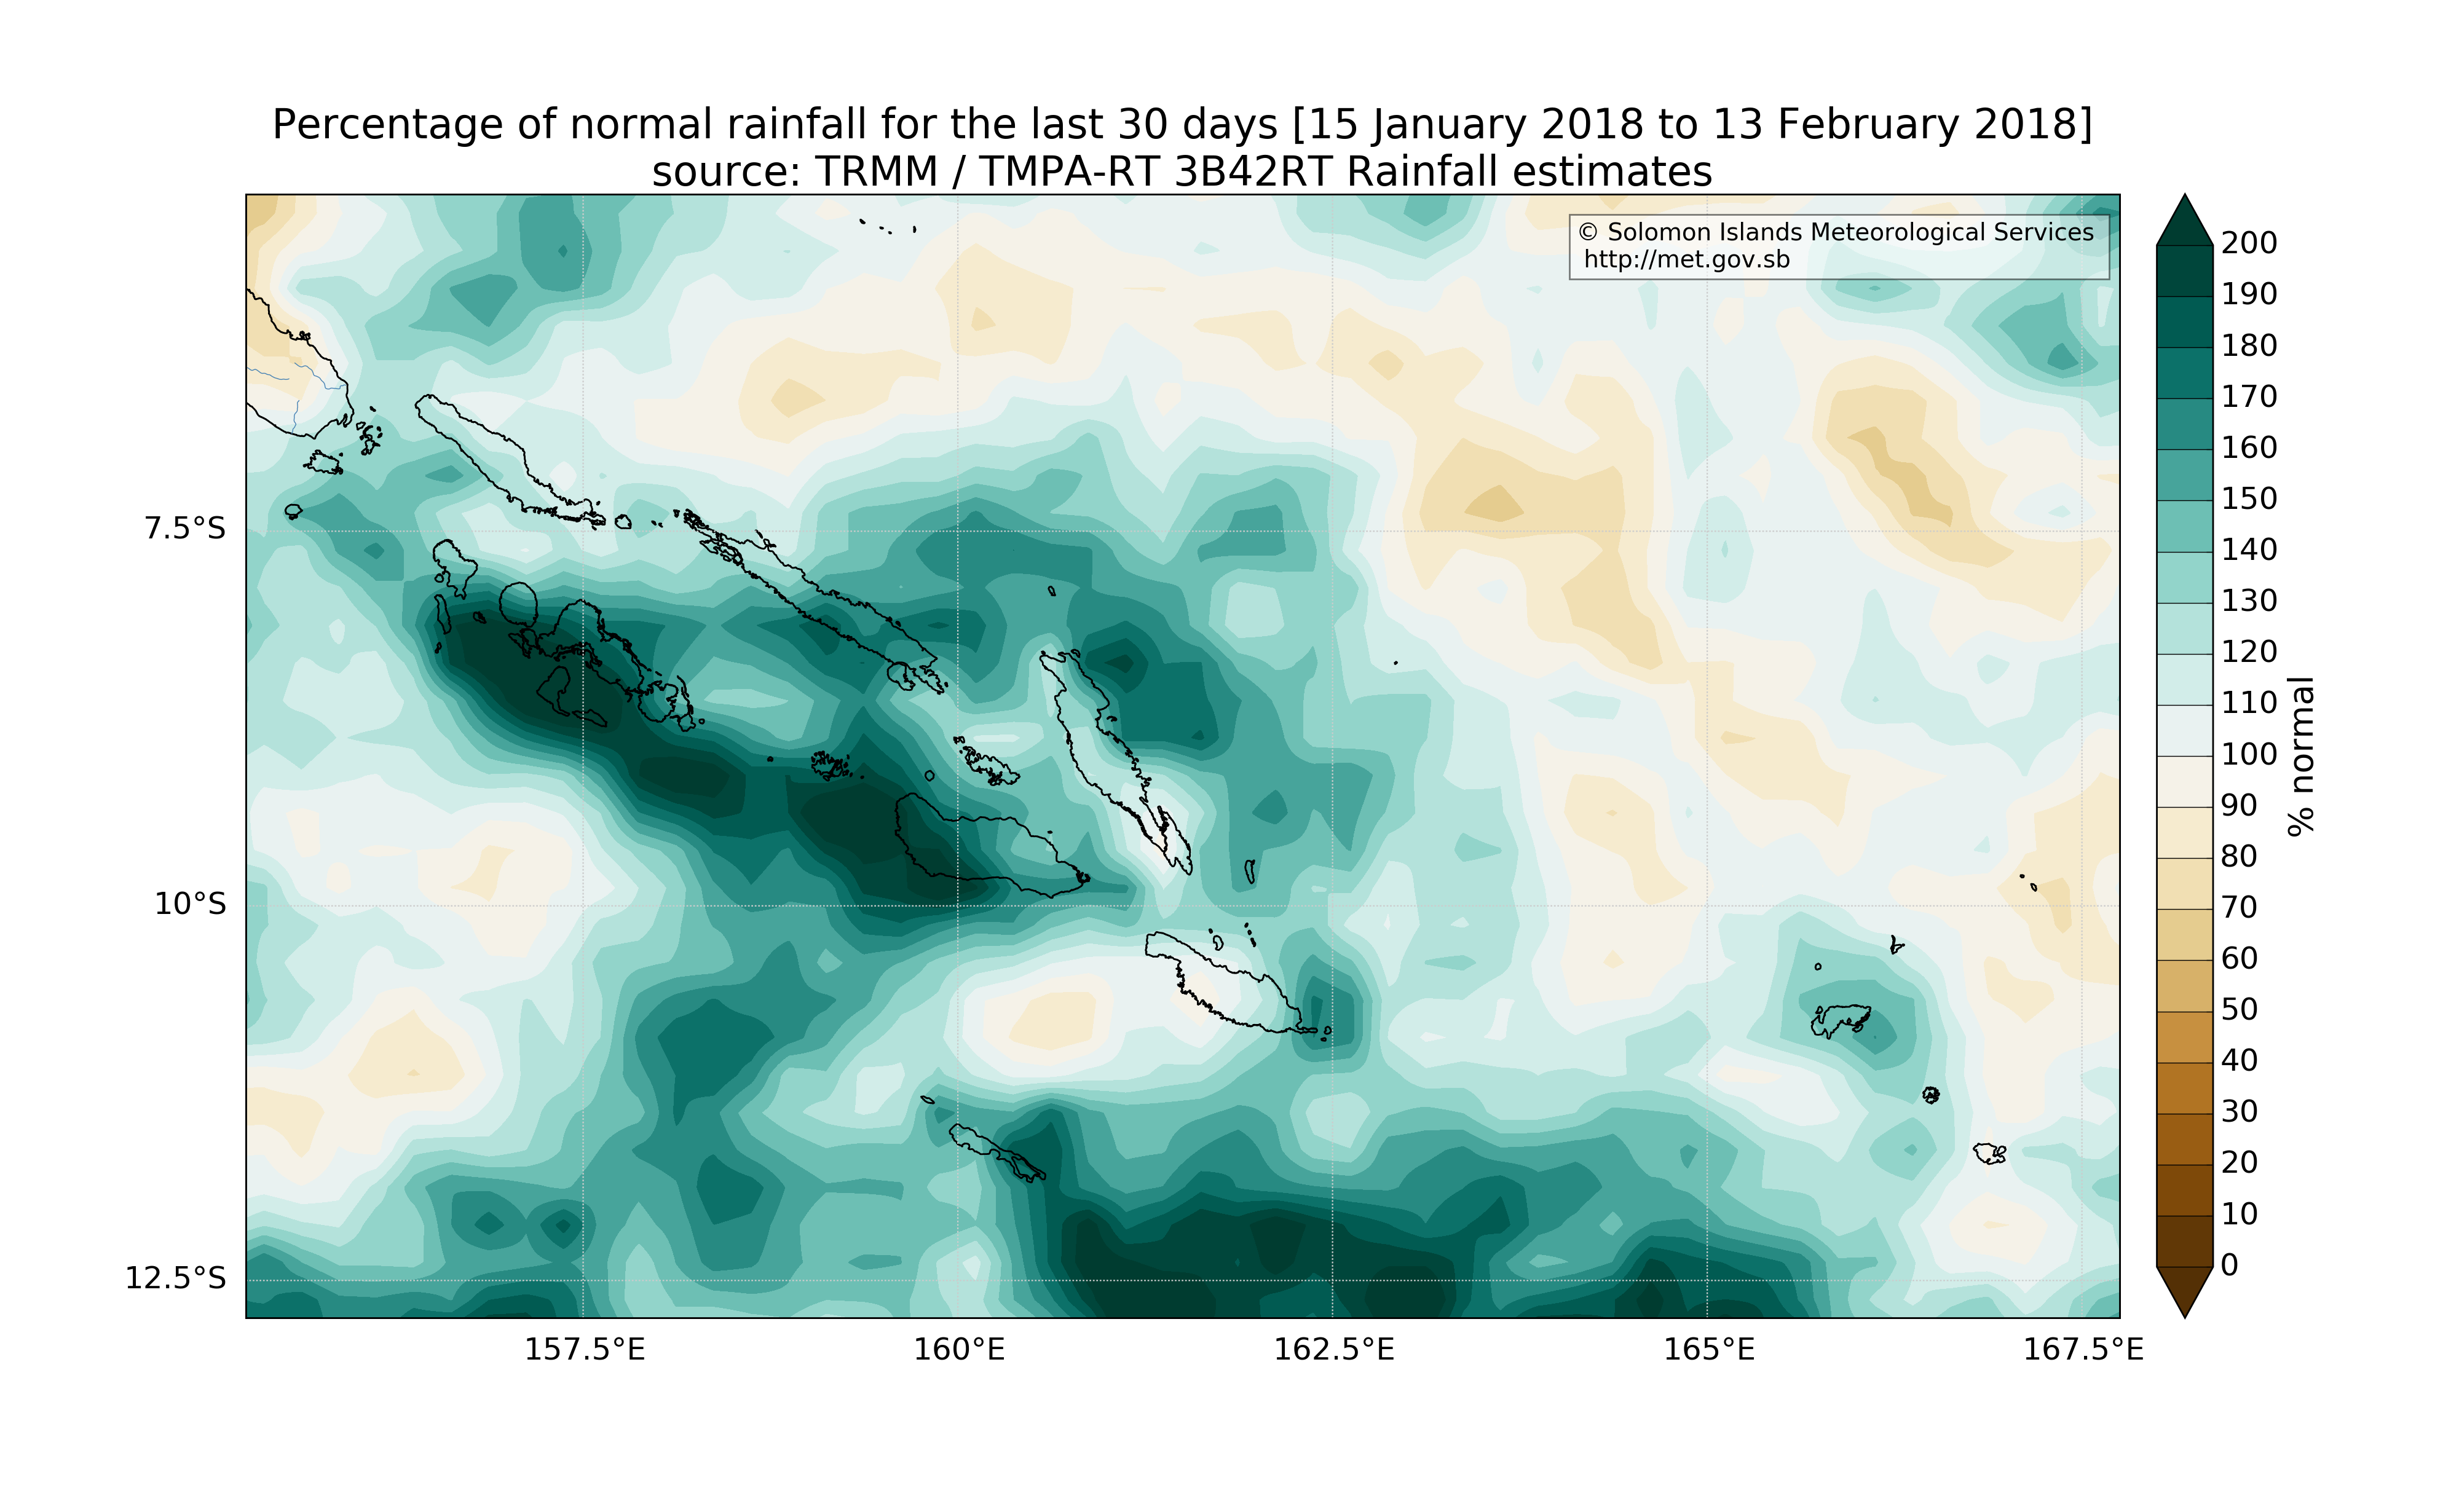 Percentage of normal rainfall for the last 30 days [15 January 2018 to 13 February 2018]
source: TRMM / TMPA-RT 3B42RT Rainfall estimates
© Solomon Islands Meteorological Services
http://met.gov.sb
7.5°S
10°S
12.5°S
157.5°E
160°E
162.5°E
165°E
167.5°E
200
190
180
170
160
150
140
130
120
110
100
90
80
70
60
50
40
30
20
10
0
% normal